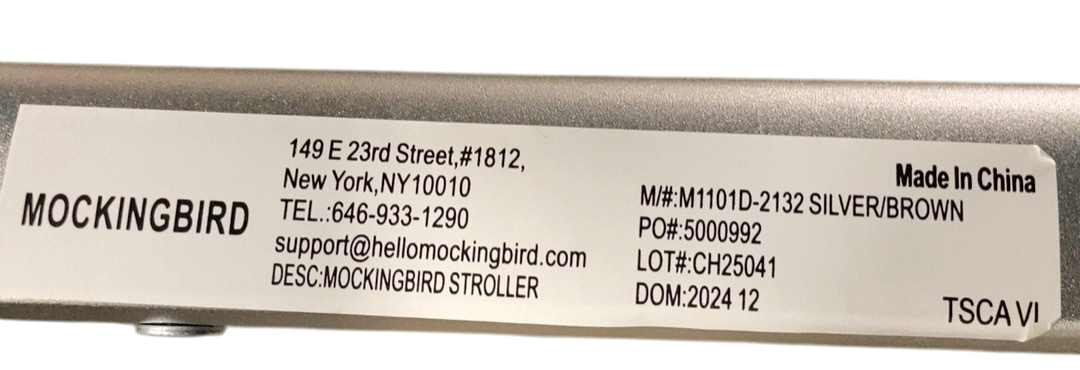 MOCKINGBIRD
149 E 23rd Street,#1812,
New York,NY10010
TEL.:646-933-1290
support@hellomockingbird.com
DESC:MOCKINGBIRD STROLLER
Made In China
M/#:M1101D-2132 SILVER/BROWN
PO#:5000992
LOT#:CH25041
DOM:2024 12
TSCA VI